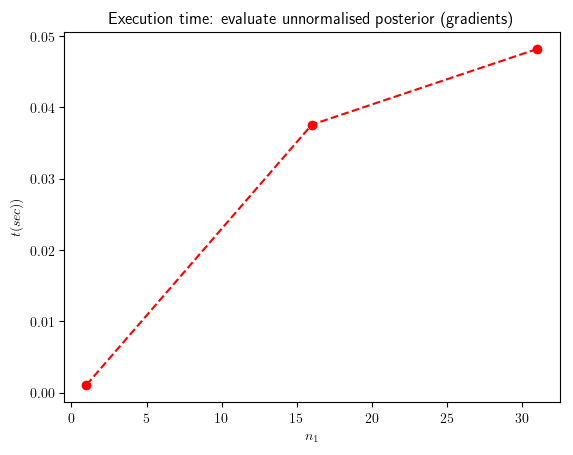 Execution time: evaluate unnormalised posterior (gradients)
0.05
0.04
0.03
0.02
0.01
0.00
t(sec))
0 5 10 15 20 25 30
n₁